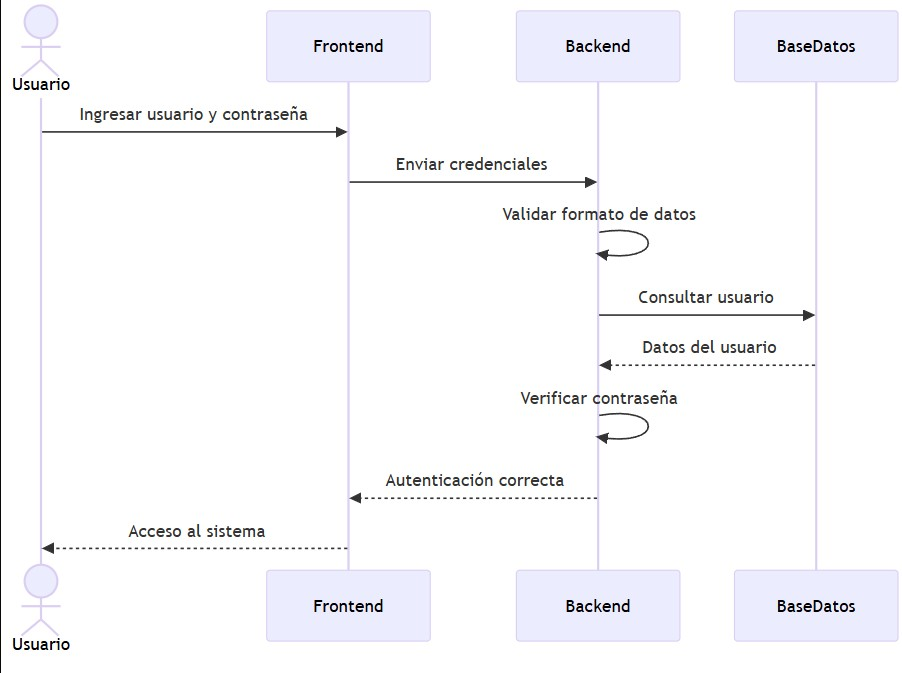 Usuario
Frontend
Backend
BaseDatos
Ingresar usuario y contraseña
Enviar credenciales
Validar formato de datos
Consultar usuario
Datos del usuario
Verificar contraseña
Autenticación correcta
Acceso al sistema
Usuario
Frontend
Backend
BaseDatos